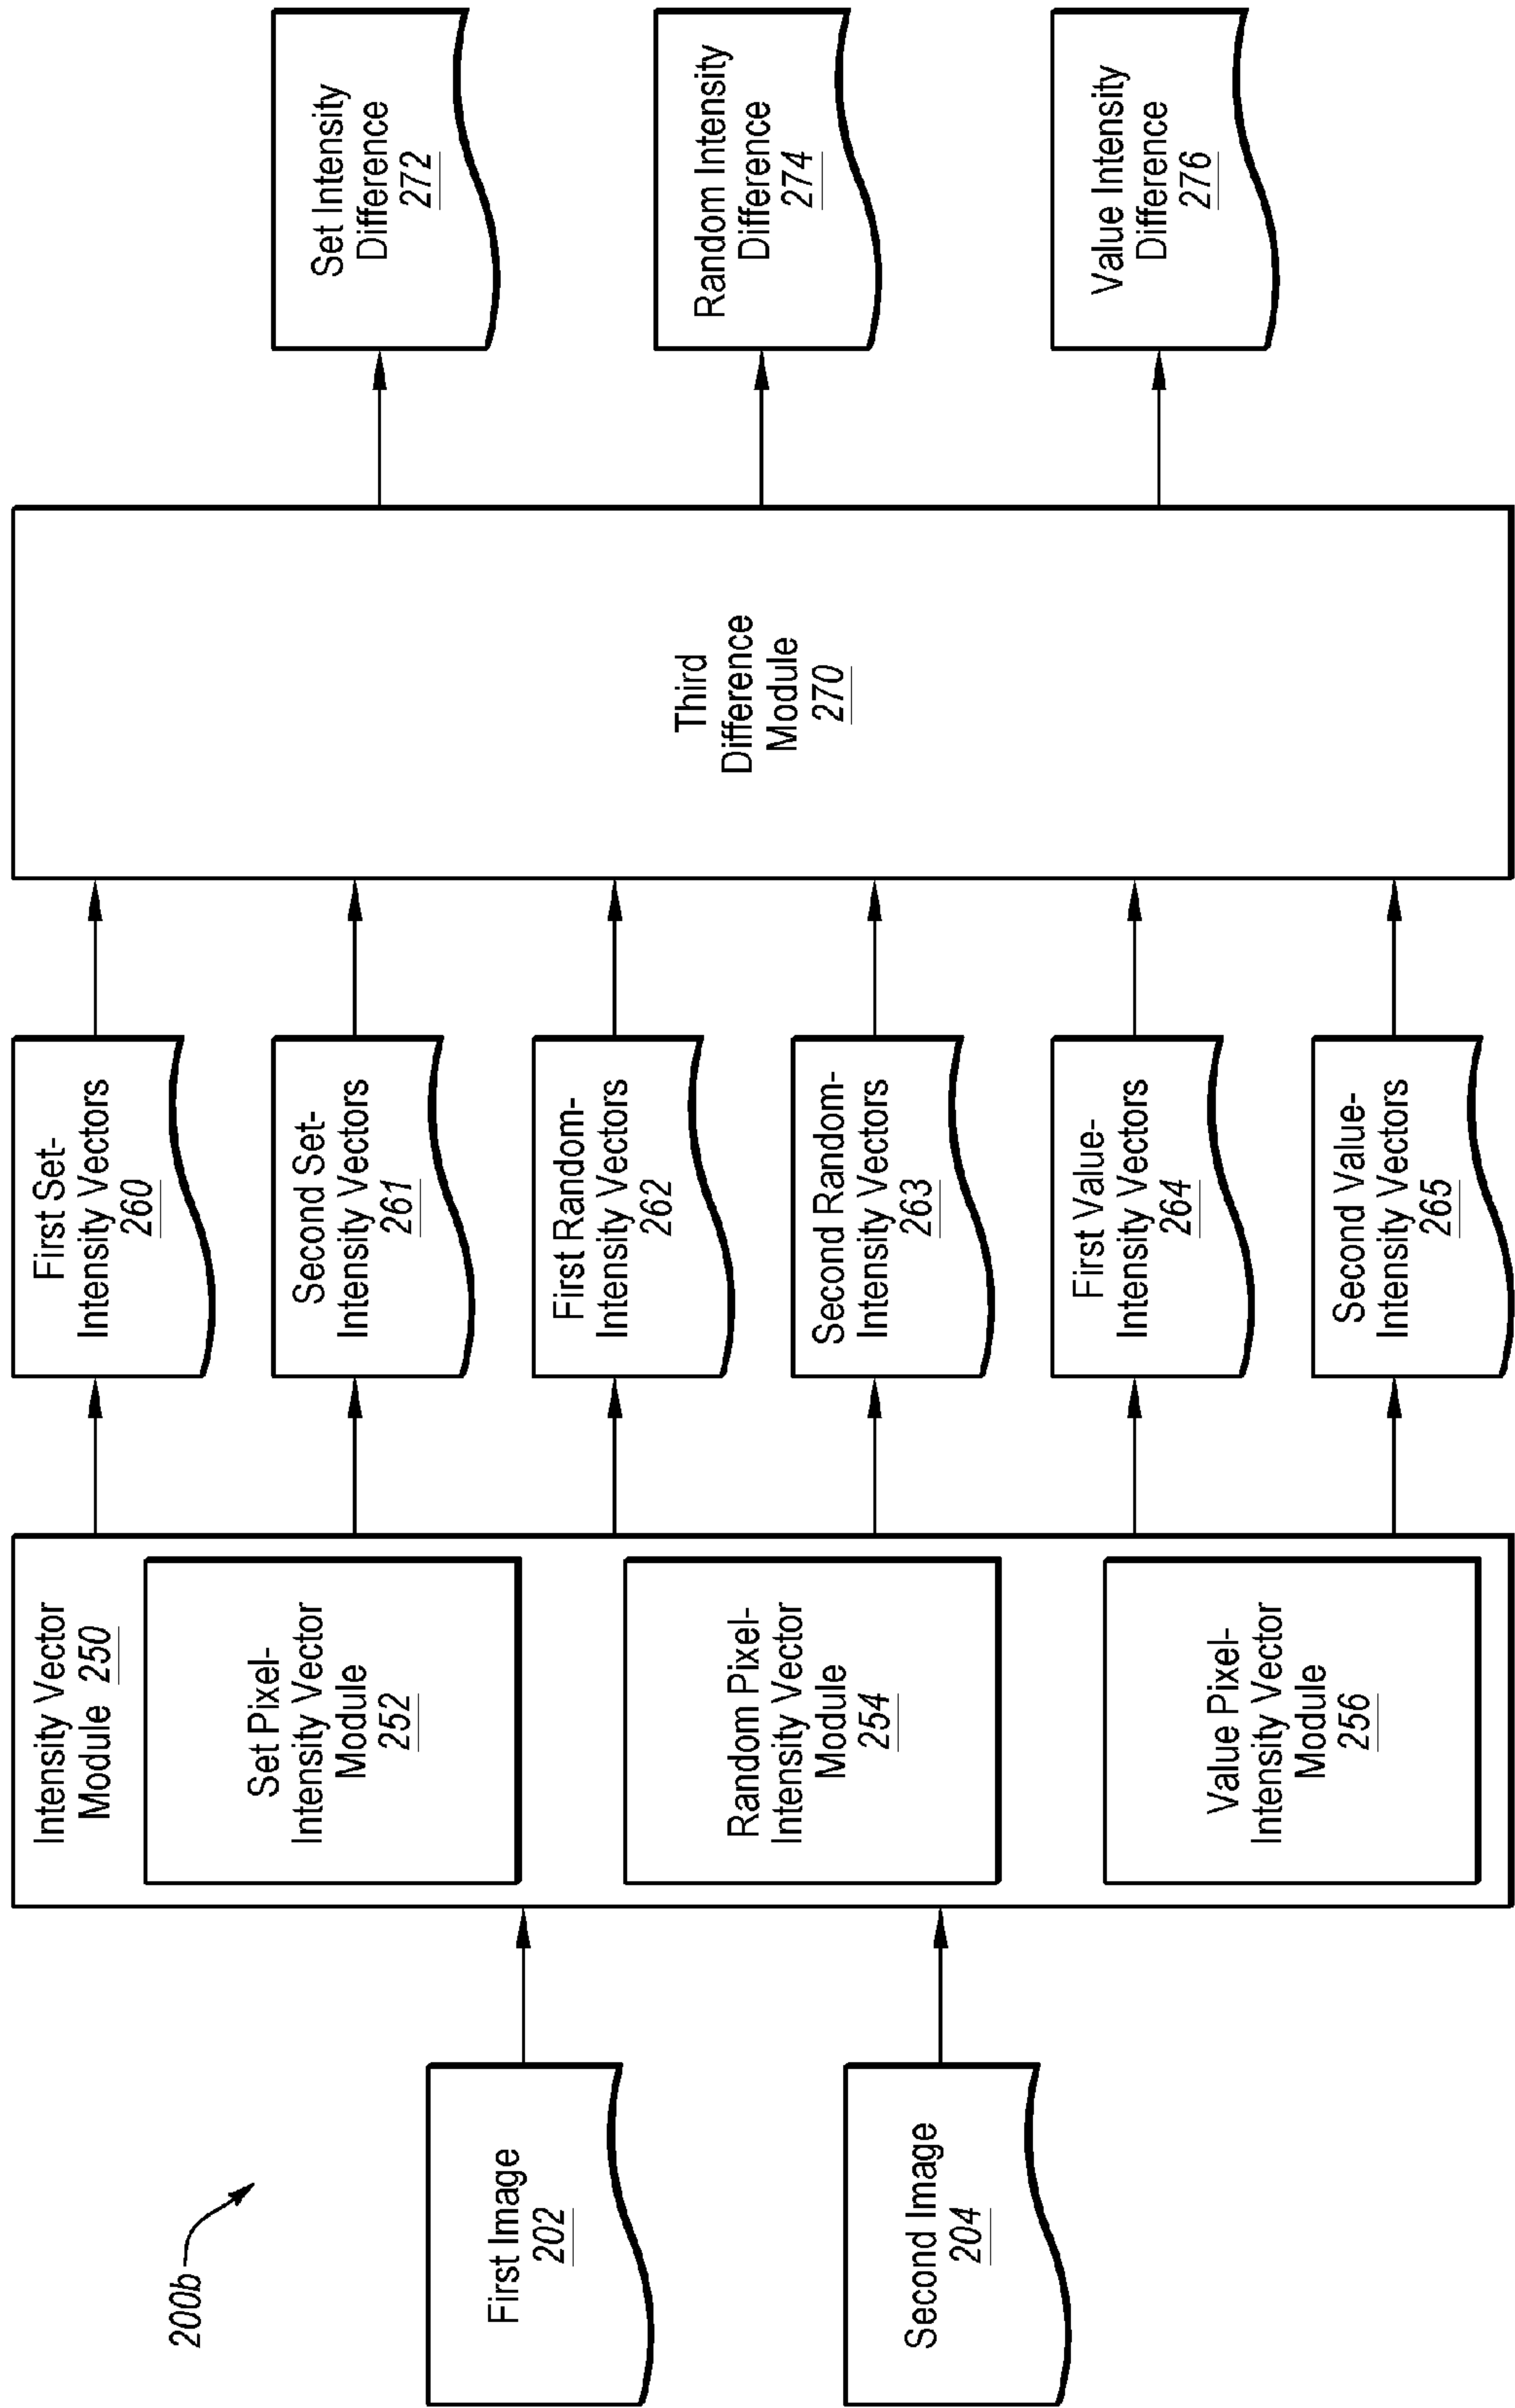 200b
First Image
202
Second Image
204
Intensity Vector
Module 250
Set Pixel-
Intensity Vector
Module
252
Random Pixel-
Intensity Vector
Module
254
Value Pixel-
Intensity Vector
Module
256
First Set-
Intensity Vectors
260
Second Set-
Intensity Vectors
261
First Random-
Intensity Vectors
262
Second Random-
Intensity Vectors
263
First Value-
Intensity Vectors
264
Second Value-
Intensity Vectors
265
Third
Difference
Module
270
Set Intensity
Difference
272
Random Intensity
Difference
274
Value Intensity
Difference
276